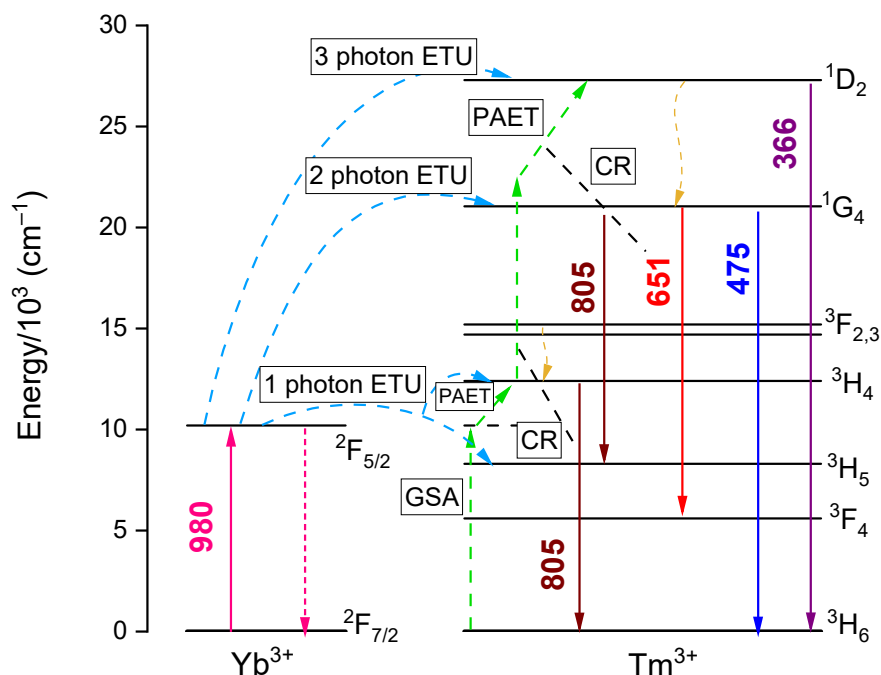 30
25
20
15
10
5
0
Energy/10³ (cm⁻¹)
3 photon ETU
2 photon ETU
1 photon ETU
PAET
CR
366
¹D₂
¹G₄
805
651
475
³F₂,₃
³H₄
PAET
CR
²F₅/₂
³H₅
GSA
980
³F₄
805
²F₇/₂
³H₆
Yb³⁺
Tm³⁺